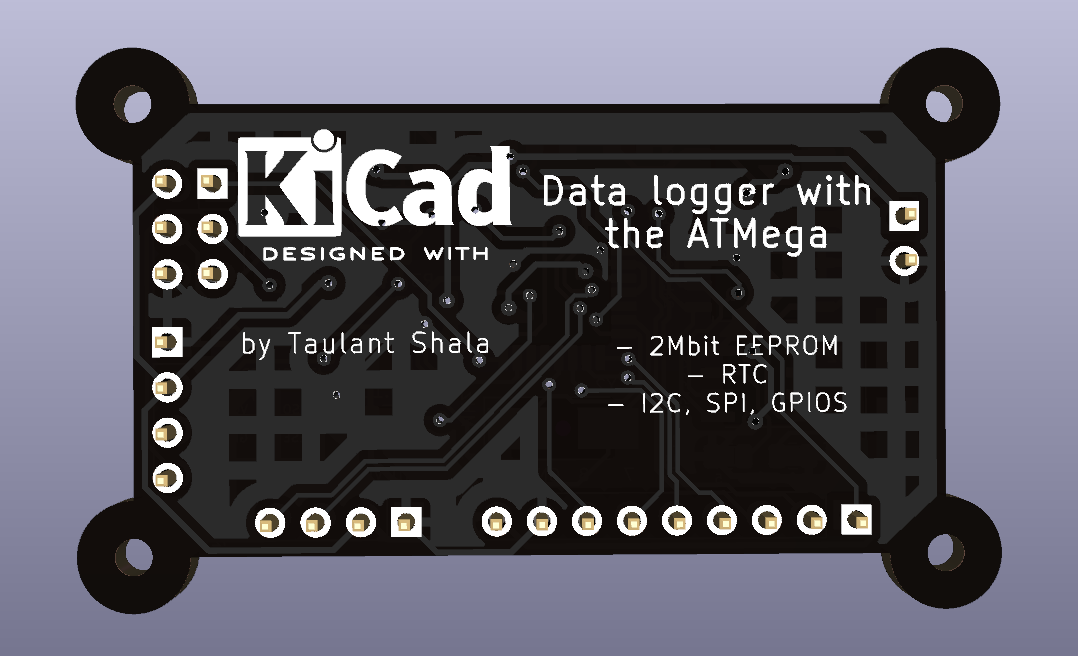 KiCad
DESIGNED WITH
Data logger with
the ATMega
by Taulant Shala
– 2Mbit EEPROM
– RTC
– I2C, SPI, GPIOS